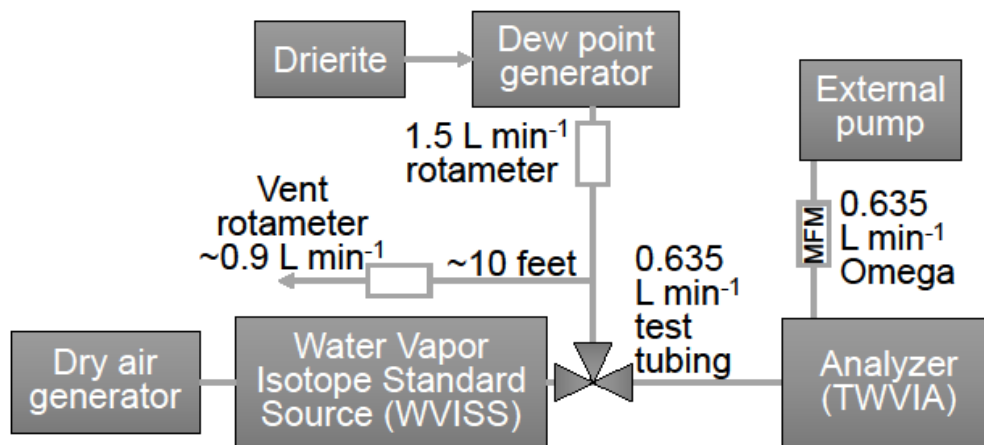 Drierite
Dew point
generator
1.5 L min⁻¹
rotameter
External
pump
Vent
rotameter
~0.9 L min⁻¹
~10 feet
0.635
L min⁻¹
test
tubing
MFM
0.635
L min⁻¹
Omega
Dry air
generator
Water Vapor
Isotope Standard
Source (WVISS)
Analyzer
(TWVIA)